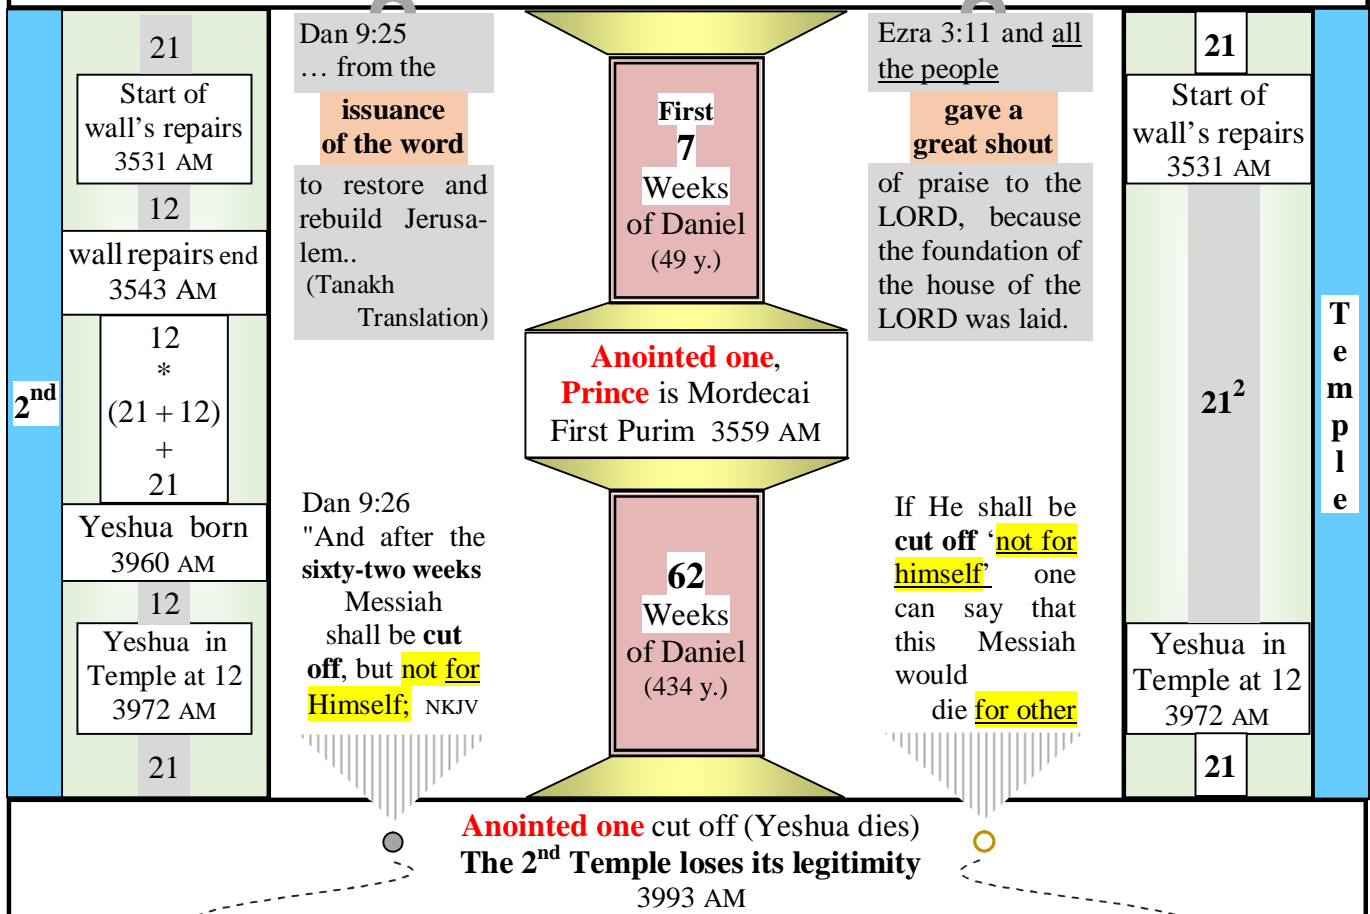 2nd
21
Start of
wall’s repairs
3531 AM
12
wall repairs end
3543 AM
12
*
(21 + 12)
+
21
Yeshua born
3960 AM
12
Yeshua in
Temple at 12
3972 AM
21
Dan 9:25
… from the
issuance
of the word
to restore and
rebuild Jerusa-
lem..
(Tanakh
Translation)
Dan 9:26
"And after the
sixty-two weeks
Messiah
shall be cut
off, but not for
Himself; NKJV
First
7
Weeks
of Daniel
(49 y.)
Anointed one,
Prince is Mordecai
First Purim 3559 AM
62
Weeks
of Daniel
(434 y.)
Ezra 3:11 and all
the people
gave a
great shout
of praise to the
LORD, because
the foundation of
the house of the
LORD was laid.
If He shall be
cut off ‘not for
himself’ one
can say that
this Messiah
would
die for other
21
Start of
wall’s repairs
3531 AM
21²
Yeshua in
Temple at 12
3972 AM
21
T
e
m
p
l
e
Anointed one cut off (Yeshua dies)
The 2nd Temple loses its legitimity
3993 AM